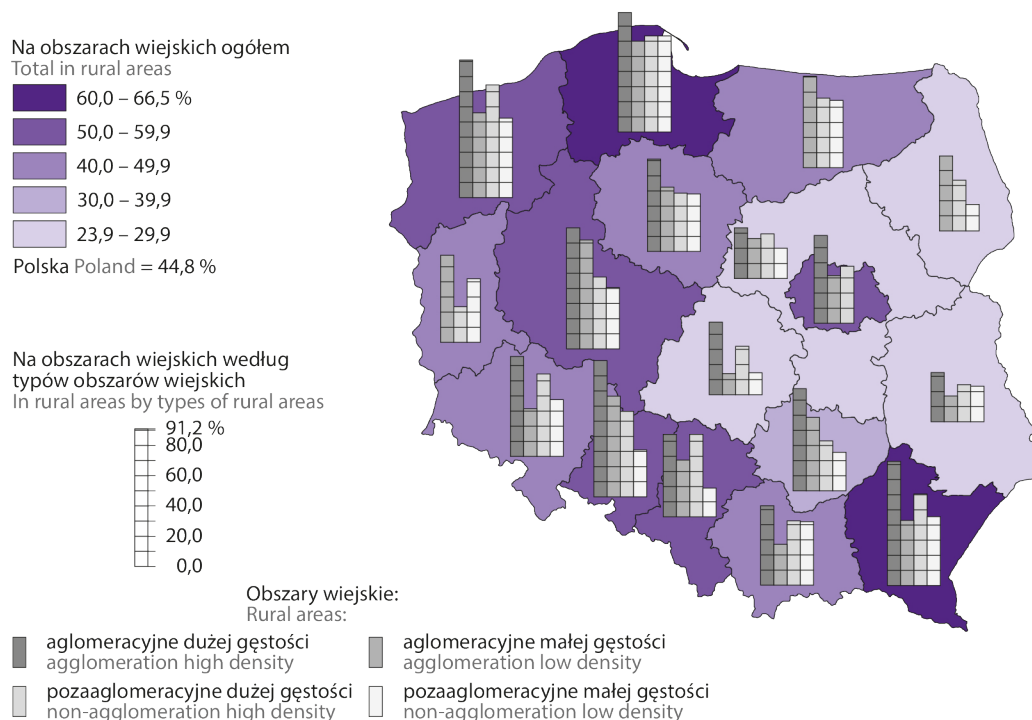 Na obszarach wiejskich ogółem
Total in rural areas
60,0 – 66,5 %
50,0 – 59,9
40,0 – 49,9
30,0 – 39,9
23,9 – 29,9
Polska Poland = 44,8 %
Na obszarach wiejskich według
typów obszarów wiejskich
In rural areas by types of rural areas
91,2 %
80,0
60,0
40,0
20,0
0,0
Obszary wiejskie:
Rural areas:
aglomeracyjne dużej gęstości
agglomeration high density
aglomeracyjne małej gęstości
agglomeration low density
pozaaglomeracyjne dużej gęstości
non-agglomeration high density
pozaaglomeracyjne małej gęstości
non-agglomeration low density